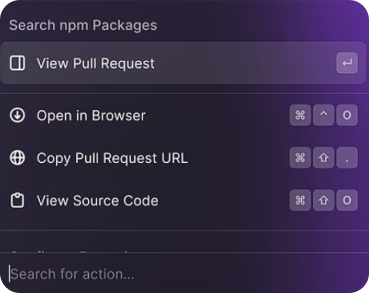 Search npm Packages
View Pull Request ↵
Open in Browser ⌘ ^ O
Copy Pull Request URL ⌘ ⇧ .
View Source Code ⌘ ⇧ O
Search for action...